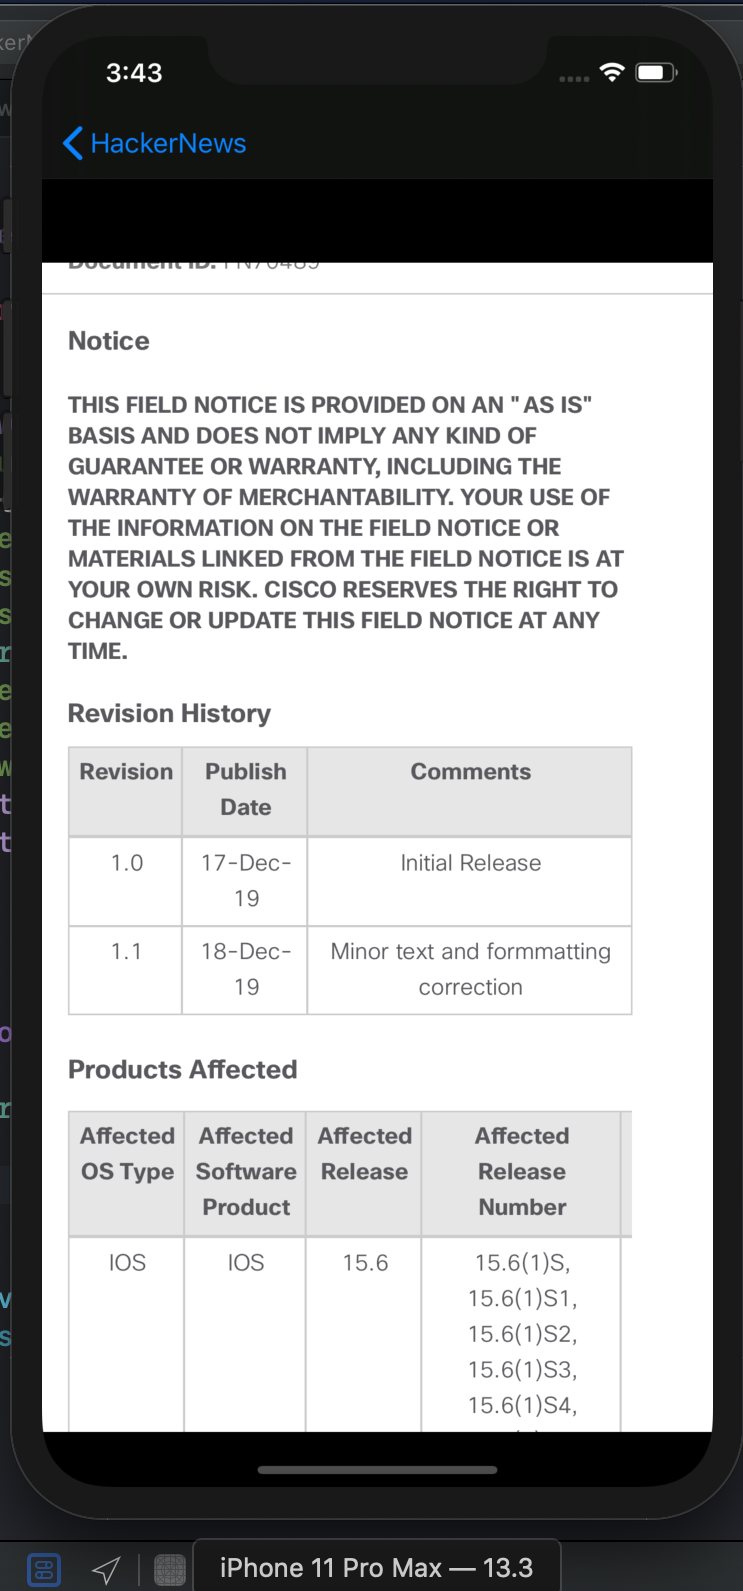 3:43
HackerNews
Notice
THIS FIELD NOTICE IS PROVIDED ON AN "AS IS"
BASIS AND DOES NOT IMPLY ANY KIND OF
GUARANTEE OR WARRANTY, INCLUDING THE
WARRANTY OF MERCHANTABILITY. YOUR USE OF
THE INFORMATION ON THE FIELD NOTICE OR
MATERIALS LINKED FROM THE FIELD NOTICE IS AT
YOUR OWN RISK. CISCO RESERVES THE RIGHT TO
CHANGE OR UPDATE THIS FIELD NOTICE AT ANY
TIME.
Revision History
Revision Publish Comments
Date
1.0 17-Dec- Initial Release
19
1.1 18-Dec- Minor text and formmatting
19 correction
Products Affected
Affected Affected Affected Affected
OS Type Software Release Release
Product Number
IOS IOS 15.6 15.6(1)S,
15.6(1)S1,
15.6(1)S2,
15.6(1)S3,
15.6(1)S4,
iPhone 11 Pro Max — 13.3